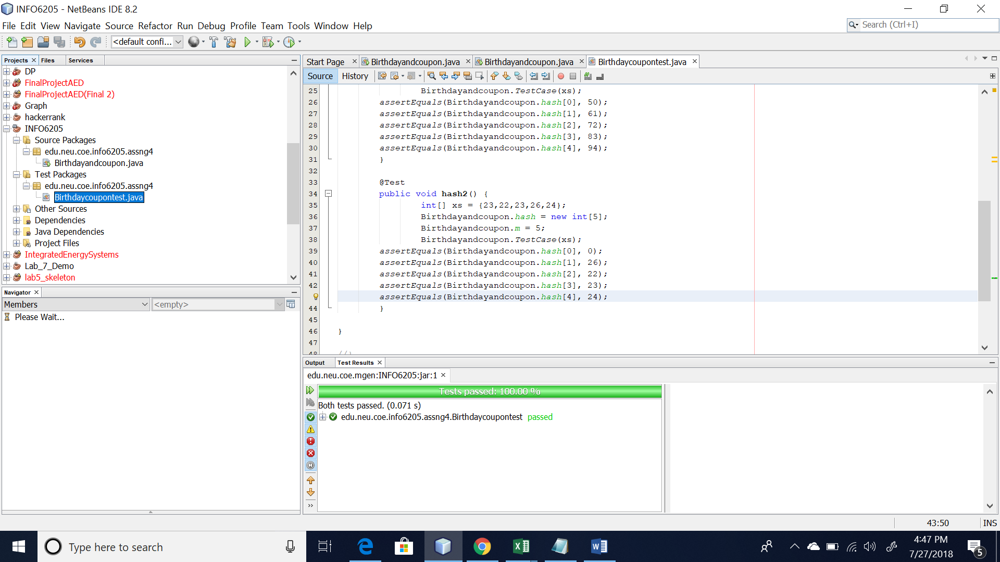 INFO6205 - NetBeans IDE 8.2
File Edit View Navigate Source Refactor Run Debug Profile Team Tools Window Help
Search (Ctrl+I)
<default confi...
Projects Files Services
DP
FinalProjectAED
FinalProjectAED(Final 2)
Graph
hackerrank
INFO6205
Source Packages
edu.neu.coe.info6205.assng4
Birthdayandcoupon.java
Test Packages
edu.neu.coe.info6205.assng4
Birthdaycoupontest.java
Other Sources
Dependencies
Java Dependencies
Project Files
IntegratedEnergySystems
Lab_7_Demo
lab5_skeleton
Navigator
Members <empty>
Please Wait...
Start Page Birthdayandcoupon.java Birthdayandcoupon.java Birthdaycoupontest.java
Source History
25 Birthdayandcoupon.TestCase(xs);
26 assertEquals(Birthdayandcoupon.hash[0], 50);
27 assertEquals(Birthdayandcoupon.hash[1], 61);
28 assertEquals(Birthdayandcoupon.hash[2], 72);
29 assertEquals(Birthdayandcoupon.hash[3], 83);
30 assertEquals(Birthdayandcoupon.hash[4], 94);
31 }
32
33 @Test
34 public void hash2() {
35 int[] xs = {23,22,23,26,24};
36 Birthdayandcoupon.hash = new int[5];
37 Birthdayandcoupon.m = 5;
38 Birthdayandcoupon.TestCase(xs);
39 assertEquals(Birthdayandcoupon.hash[0], 0);
40 assertEquals(Birthdayandcoupon.hash[1], 26);
41 assertEquals(Birthdayandcoupon.hash[2], 22);
42 assertEquals(Birthdayandcoupon.hash[3], 23);
assertEquals(Birthdayandcoupon.hash[4], 24);
44 }
45
46 }
47
48 //}
Output Test Results
edu.neu.coe.mgen:INFO6205:jar:1
Tests passed: 100.00 %
Both tests passed. (0.071 s)
edu.neu.coe.info6205.assng4.Birthdaycoupontest passed
43:50 INS
Type here to search
4:47 PM
7/27/2018
5